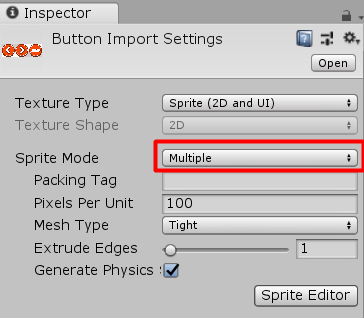 Inspector
Button Import Settings
Open
Texture Type Sprite (2D and UI)
Texture Shape 2D
Sprite Mode Multiple
Packing Tag
Pixels Per Unit 100
Mesh Type Tight
Extrude Edges 1
Generate Physics
Sprite Editor